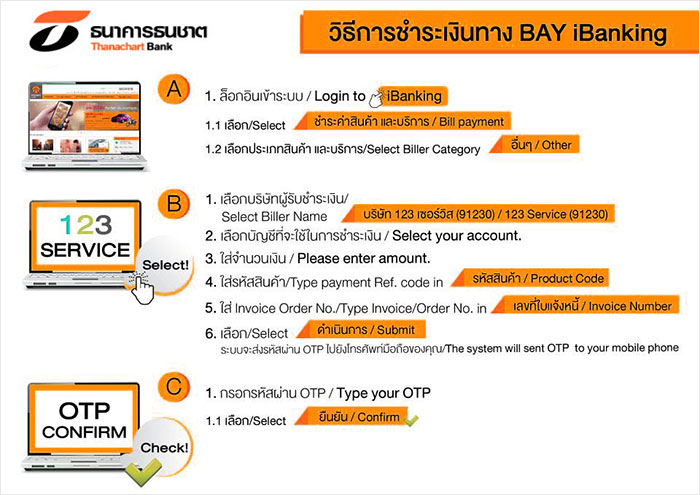 ธนาคารธนชาต
Thanachart Bank
วิธีการชำระเงินทาง BAY iBanking
A
1. ล็อกอินเข้าระบบ / Login to iBanking
1.1 เลือก/Select ชำระค่าสินค้า และบริการ / Bill payment
1.2 เลือกประเภทสินค้า และบริการ/Select Biller Category อื่นๆ / Other
123
SERVICE
Select!
B
1. เลือกบริษัทผู้รับชำระเงิน/
Select Biller Name บริษัท 123 เซอร์วิส (91230) / 123 Service (91230)
2. เลือกบัญชีที่จะใช้ในการชำระเงิน / Select your account.
3. ใส่จำนวนเงิน / Please enter amount.
4. ใส่รหัสสินค้า/Type payment Ref. code in รหัสสินค้า / Product Code
5. ใส่ Invoice Order No./Type Invoice/Order No. in เลขที่ใบแจ้งหนี้ / Invoice Number
6. เลือก/Select ดำเนินการ / Submit
ระบบจะส่งรหัสผ่าน OTP ไปยังโทรศัพท์มือถือของคุณ/The system will sent OTP to your mobile phone
OTP
CONFIRM
Check!
C
1. กรอกรหัสผ่าน OTP / Type your OTP
1.1 เลือก/Select ยืนยัน / Confirm